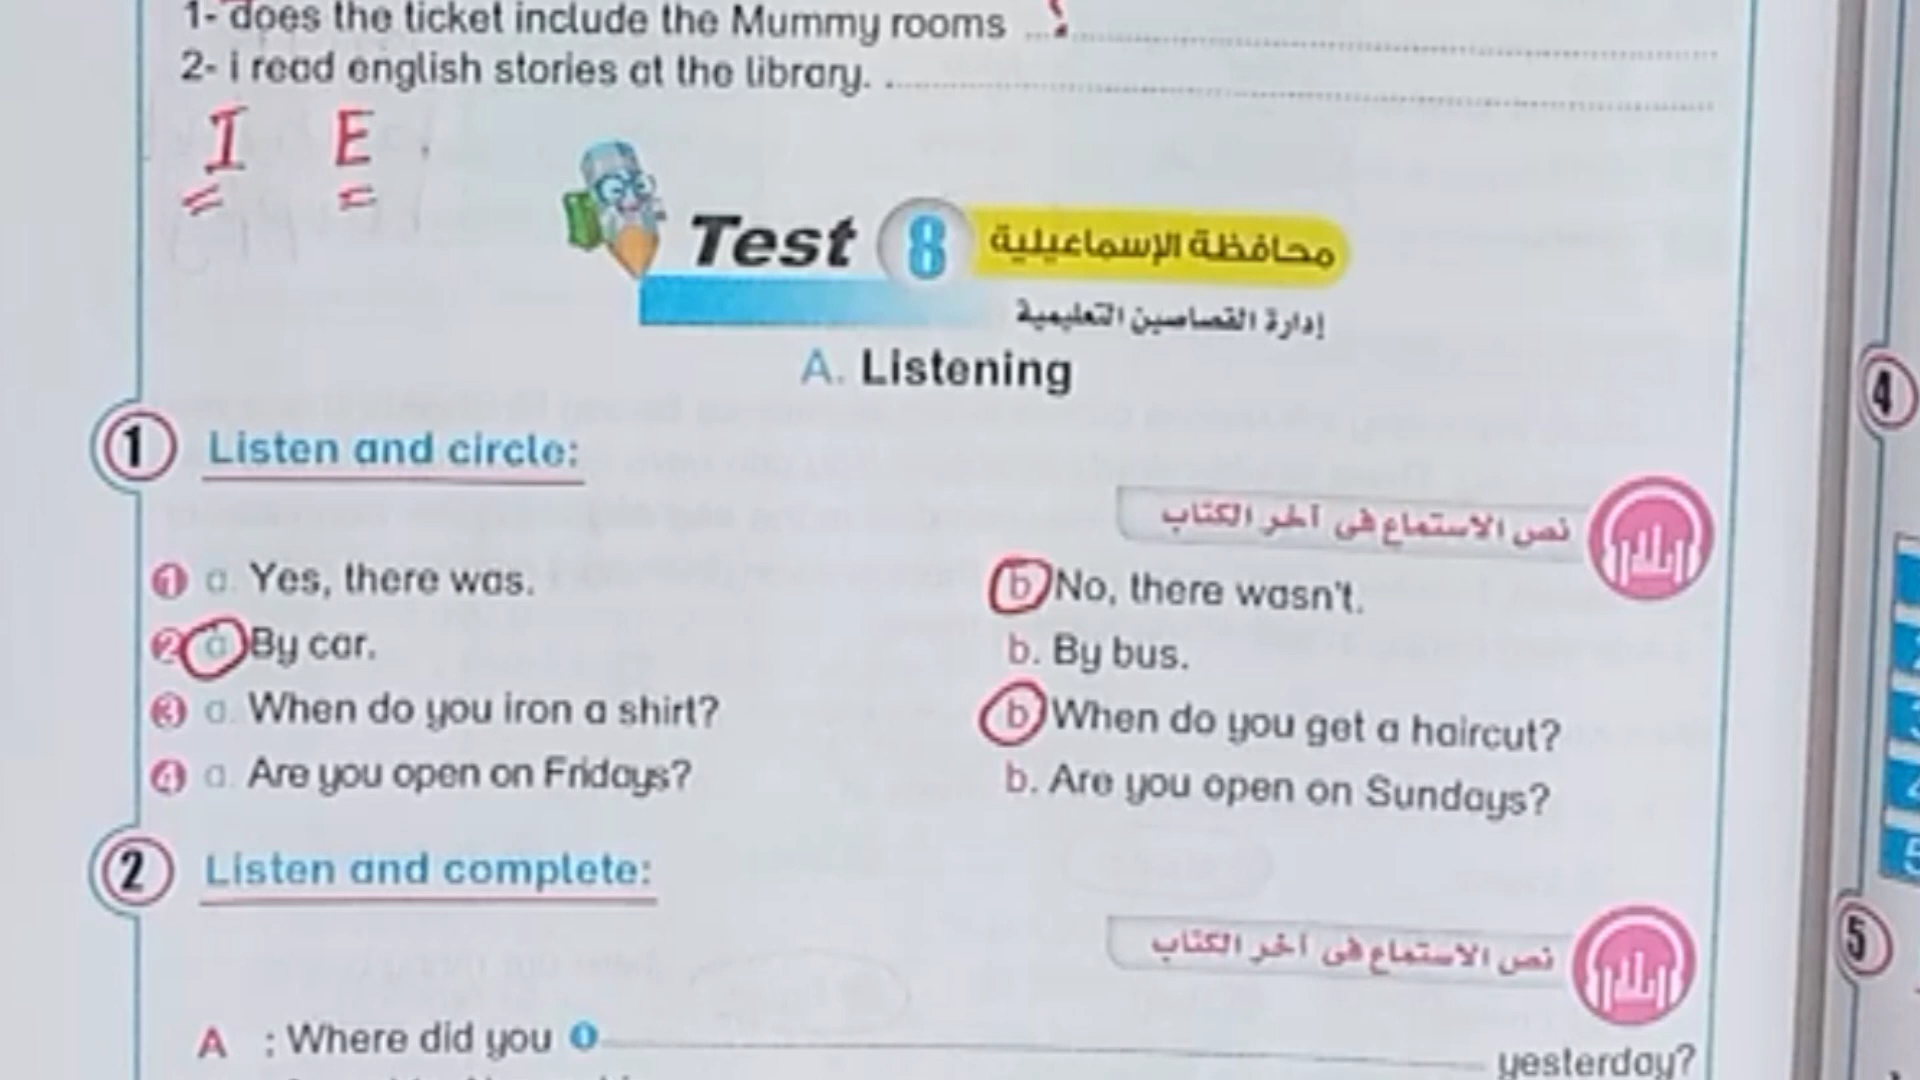 1- does the ticket include the Mummy rooms ?
2- i read english stories at the library.
I E
Test 8 محافظة الإسماعيلية
إدارة القصاصين التعليمية
A. Listening
1 Listen and circle:
نص الاستماع فى آخر الكتاب
1 a. Yes, there was. b. No, there wasn't.
2 a. By car. b. By bus.
3 a. When do you iron a shirt? b. When do you get a haircut?
4 a. Are you open on Fridays? b. Are you open on Sundays?
2 Listen and complete:
نص الاستماع فى آخر الكتاب
A : Where did you 1 yesterday?
4
5